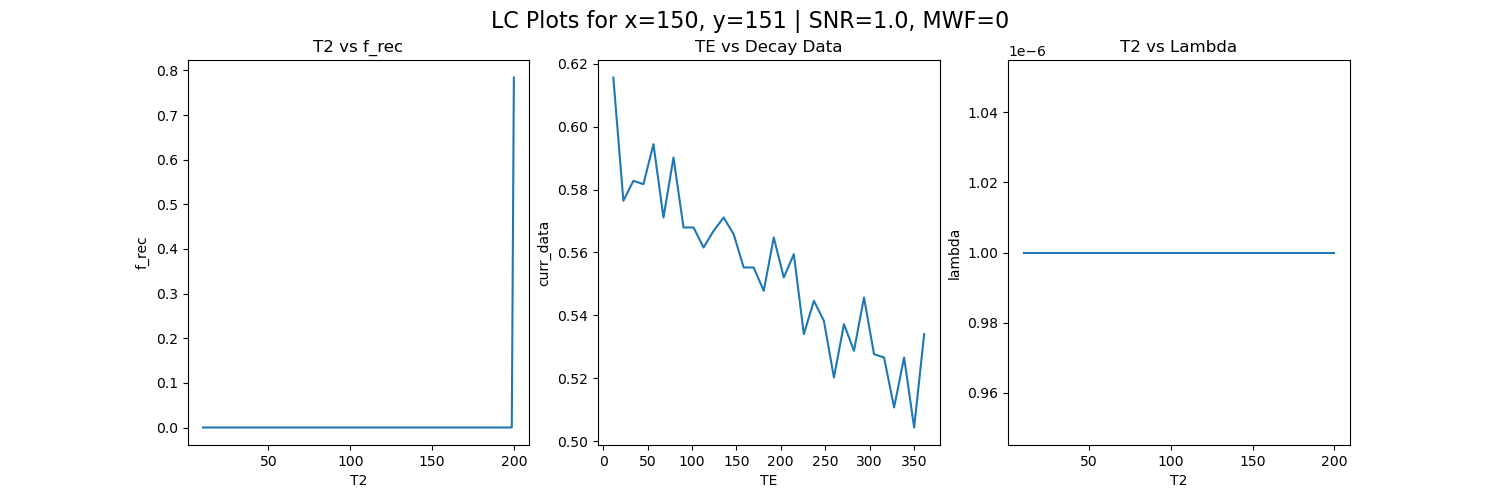 LC Plots for x=150, y=151 | SNR=1.0, MWF=0
T2 vs f_rec
0.8
0.7
0.6
0.5
0.4
0.3
0.2
0.1
0.0
f_rec
50 100 150 200
T2
TE vs Decay Data
0.62
0.60
0.58
0.56
0.54
0.52
0.50
curr_data
0 50 100 150 200 250 300 350
TE
T2 vs Lambda
1e−6
1.04
1.02
1.00
0.98
0.96
lambda
50 100 150 200
T2